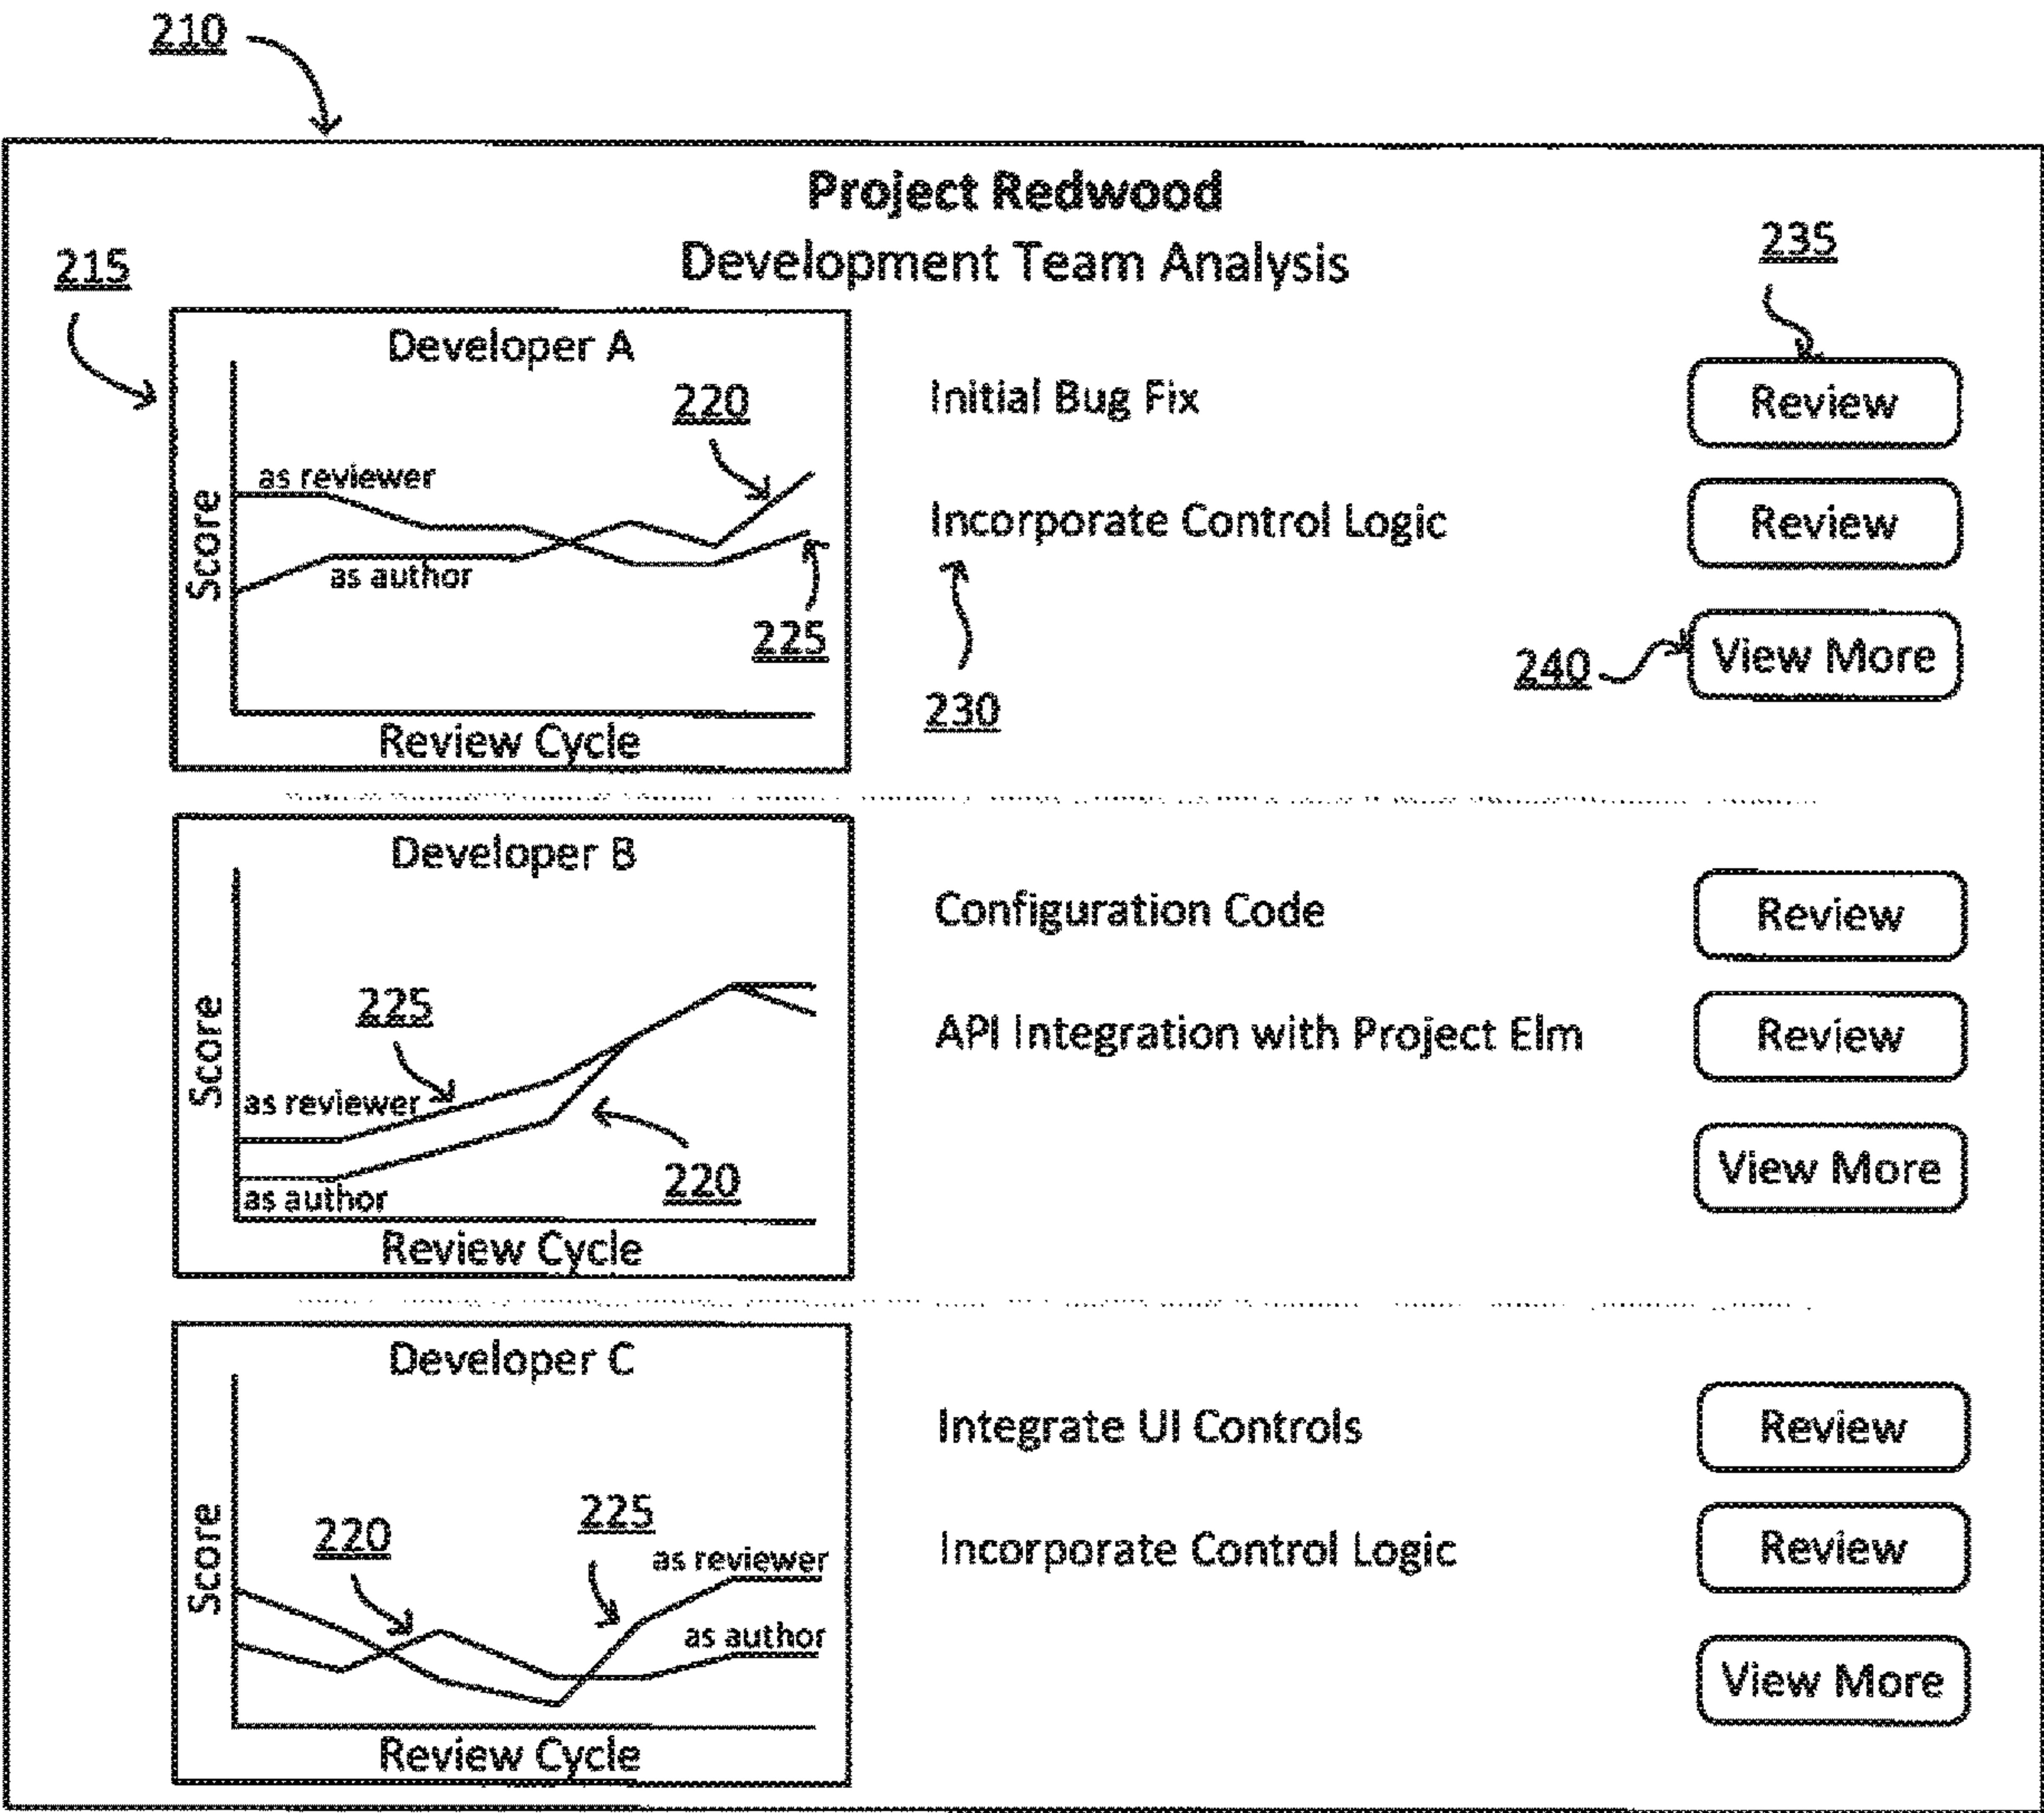 210
Project Redwood
Development Team Analysis
215
235
Developer A
220
as reviewer
as author
225
Score
Review Cycle
Initial Bug Fix
Review
Incorporate Control Logic
Review
230
240
View More
Developer B
225
as reviewer
220
as author
Score
Review Cycle
Configuration Code
Review
API Integration with Project Elm
Review
View More
Developer C
225
220
as reviewer
as author
Score
Review Cycle
Integrate UI Controls
Review
Incorporate Control Logic
Review
View More